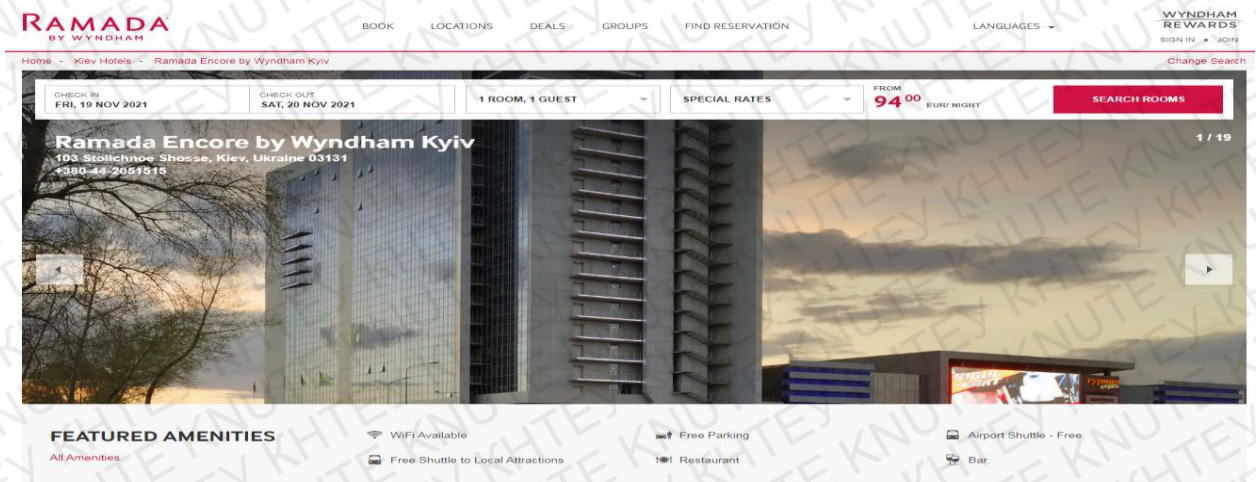 RAMADA
BY WYNDHAM
BOOK LOCATIONS DEALS GROUPS FIND RESERVATION LANGUAGES
WYNDHAM
REWARDS
SIGN IN • JOIN
Home - Kiev Hotels - Ramada Encore by Wyndham Kyiv
Change Search
CHECK IN
FRI, 19 NOV 2021
CHECK OUT
SAT, 20 NOV 2021
1 ROOM, 1 GUEST
SPECIAL RATES
FROM
94 00 EUR/ NIGHT
SEARCH ROOMS
Ramada Encore by Wyndham Kyiv
103 Stolichnoe Shosse, Kiev, Ukraine 03131
+380-44-2051515
1 / 19
FEATURED AMENITIES
All Amenities
WiFi Available
Free Parking
Airport Shuttle - Free
Free Shuttle to Local Attractions
Restaurant
Bar
KNUTE KHTEY